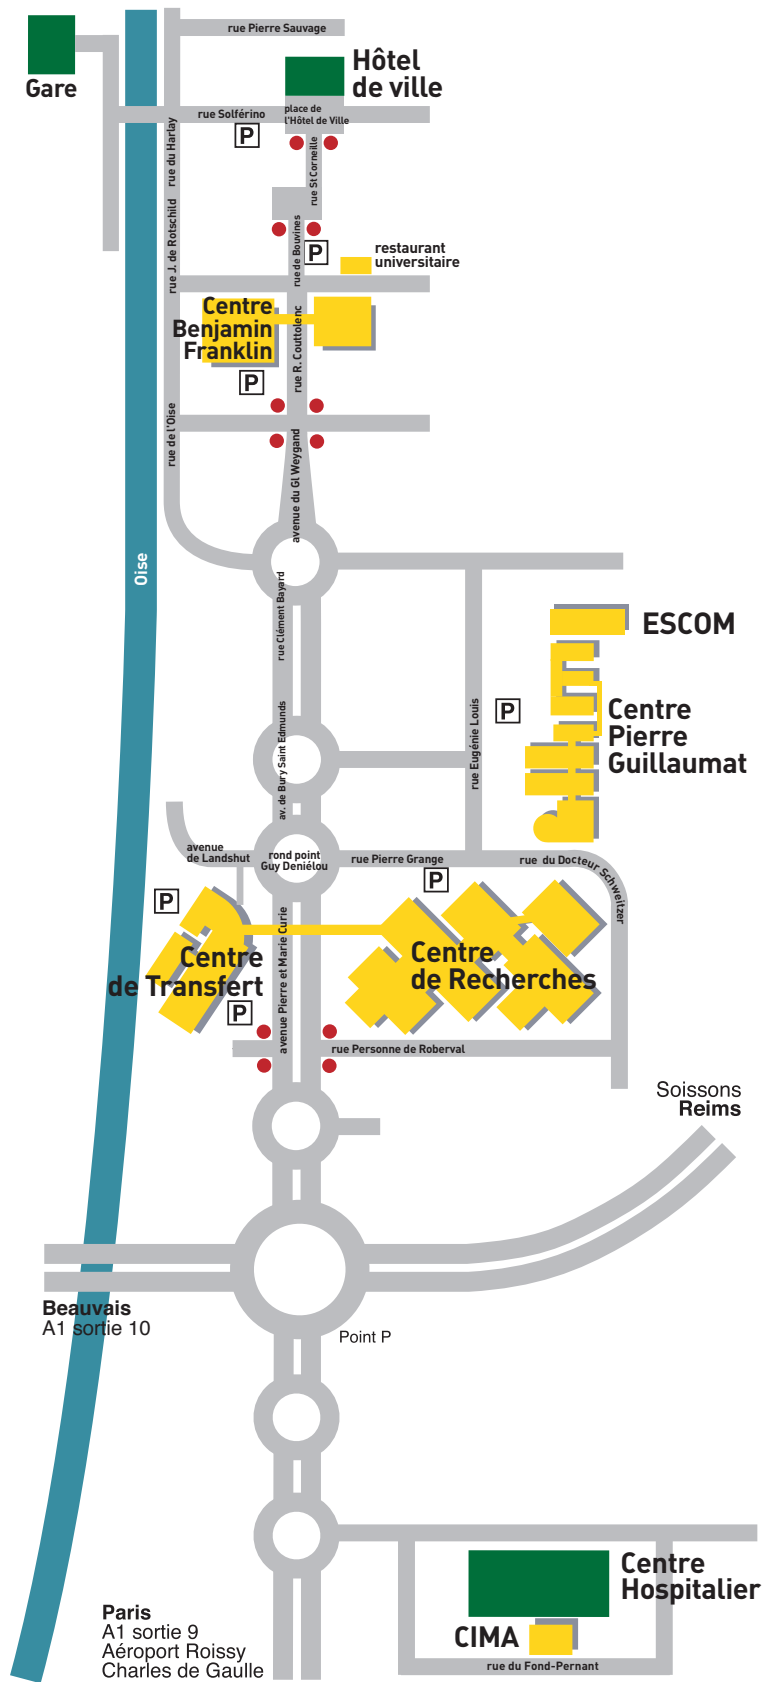 rue Pierre Sauvage
Gare
Hôtel
de ville
rue Solférino
place de
l'Hôtel de Ville
P
rue du Harlay
rue St Corneille
rue J. de Rotschild
rue de Bouvines
P
restaurant
universitaire
Centre
Benjamin
Franklin
rue R. Couttolenc
P
rue de l'Oise
avenue du Gl Weygand
Oise
rue Clément Bayard
ESCOM
rue Eugénie Louis
P
Centre
Pierre
Guillaumat
av. de Bury Saint Edmunds
avenue
de Landshut
rond point
Guy Deniélou
rue Pierre Grange
rue du Docteur Schweitzer
P
P
avenue Pierre et Marie Curie
Centre
de Transfert
Centre
de Recherches
P
rue Personne de Roberval
Soissons
Reims
Beauvais
A1 sortie 10
Point P
Centre
Hospitalier
CIMA
rue du Fond-Pernant
Paris
A1 sortie 9
Aéroport Roissy
Charles de Gaulle